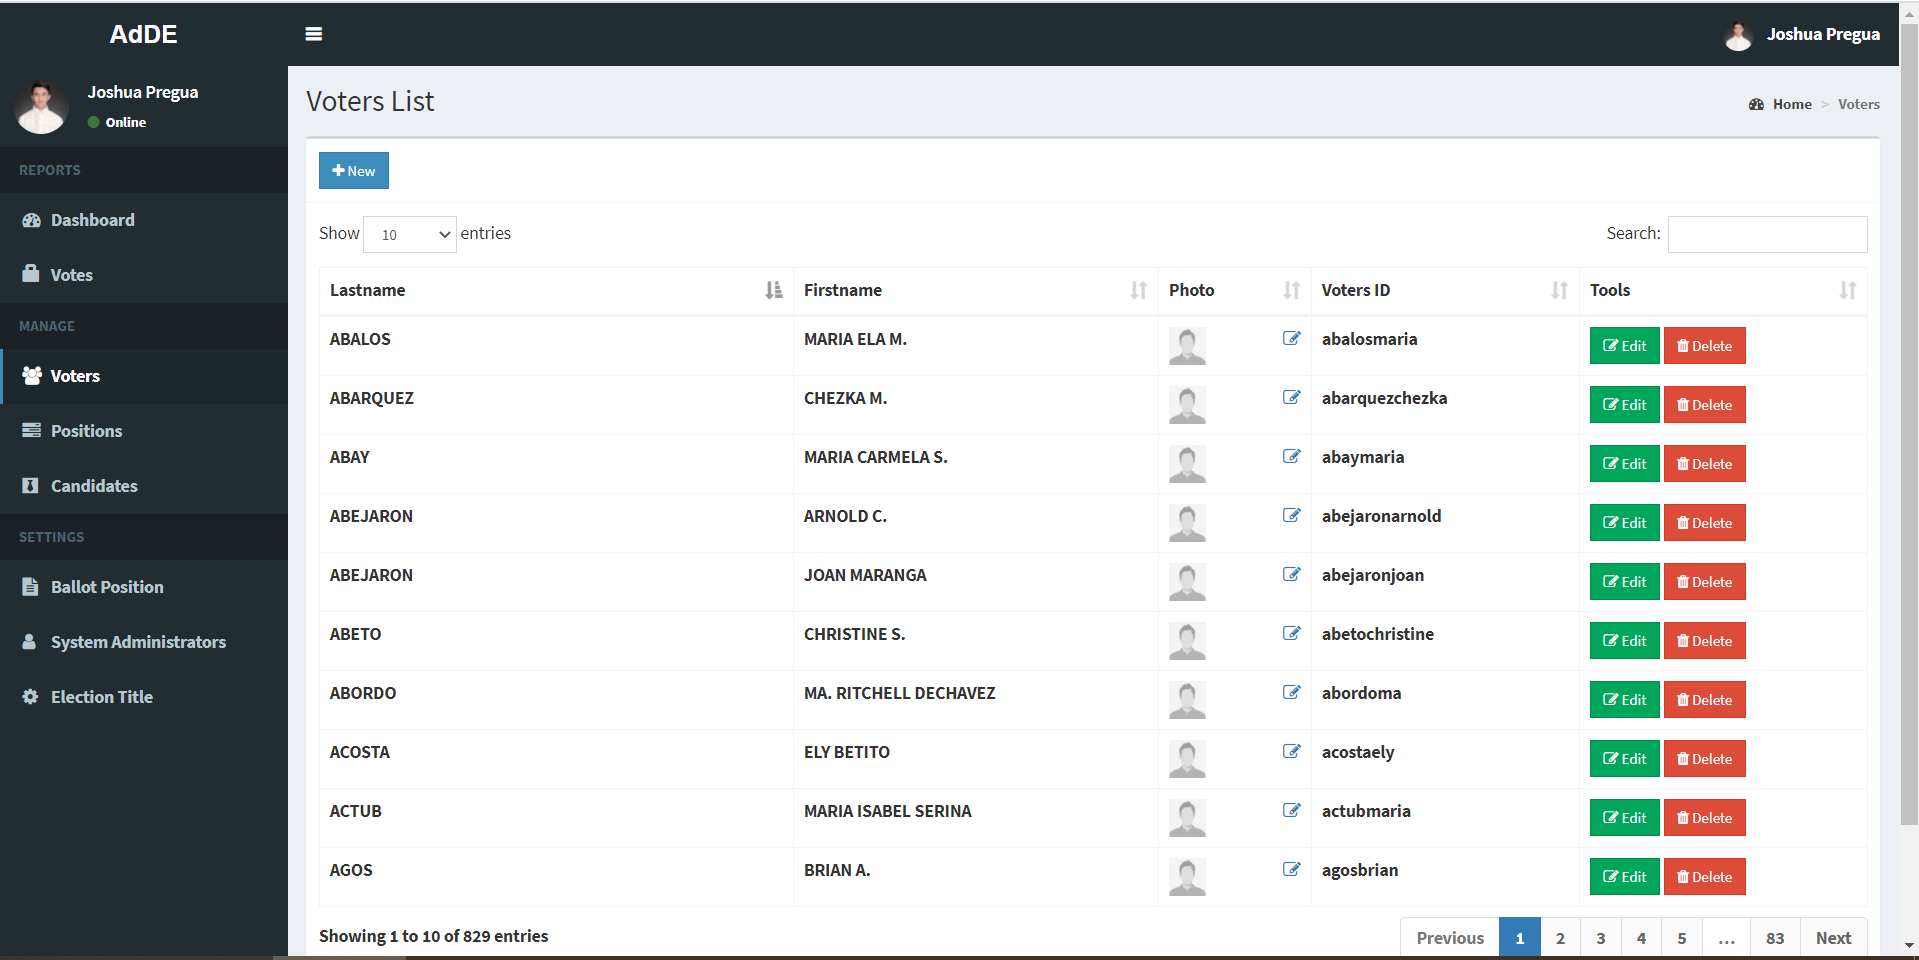 AdDE
Joshua Pregua
Joshua Pregua
Online
REPORTS
Dashboard
Votes
MANAGE
Voters
Positions
Candidates
SETTINGS
Ballot Position
System Administrators
Election Title
Voters List
Home > Voters
New
Show 10 entries
Search:
Lastname Firstname Photo Voters ID Tools
ABALOS MARIA ELA M. abalosmaria Edit Delete
ABARQUEZ CHEZKA M. abarquezchezka Edit Delete
ABAY MARIA CARMELA S. abaymaria Edit Delete
ABEJARON ARNOLD C. abejaronarnold Edit Delete
ABEJARON JOAN MARANGA abejaronjoan Edit Delete
ABETO CHRISTINE S. abetochristine Edit Delete
ABORDO MA. RITCHELL DECHAVEZ abordoma Edit Delete
ACOSTA ELY BETITO acostaely Edit Delete
ACTUB MARIA ISABEL SERINA actubmaria Edit Delete
AGOS BRIAN A. agosbrian Edit Delete
Showing 1 to 10 of 829 entries
Previous 1 2 3 4 5 … 83 Next